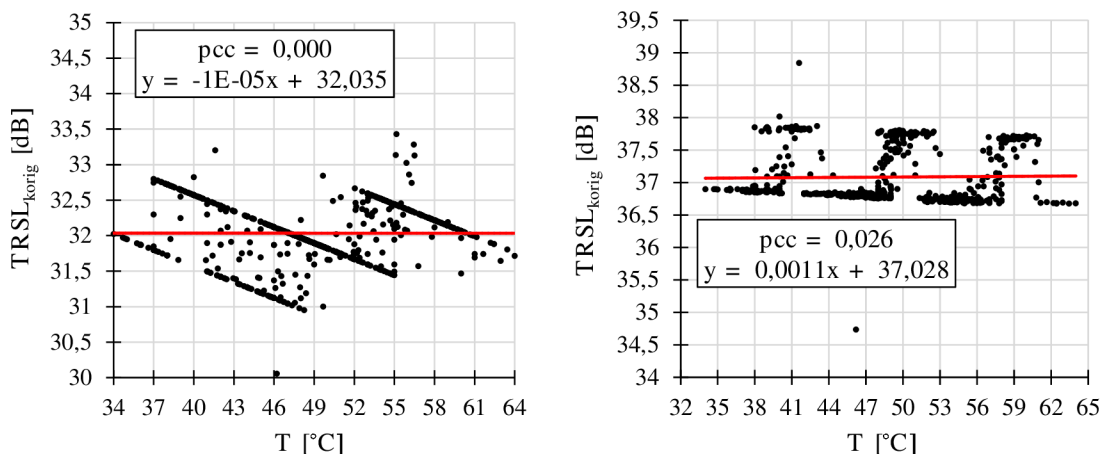 35
34,5
34
33,5
33
32,5
32
31,5
31
30,5
30
TRSLkorig [dB]
pcc = 0,000
y = -1E-05x + 32,035
34 37 40 43 46 49 52 55 58 61 64
T [°C]
39,5
39
38,5
38
37,5
37
36,5
36
35,5
35
34,5
34
TRSLkorig [dB]
pcc = 0,026
y = 0,0011x + 37,028
32 35 38 41 44 47 50 53 56 59 62 65
T [°C]